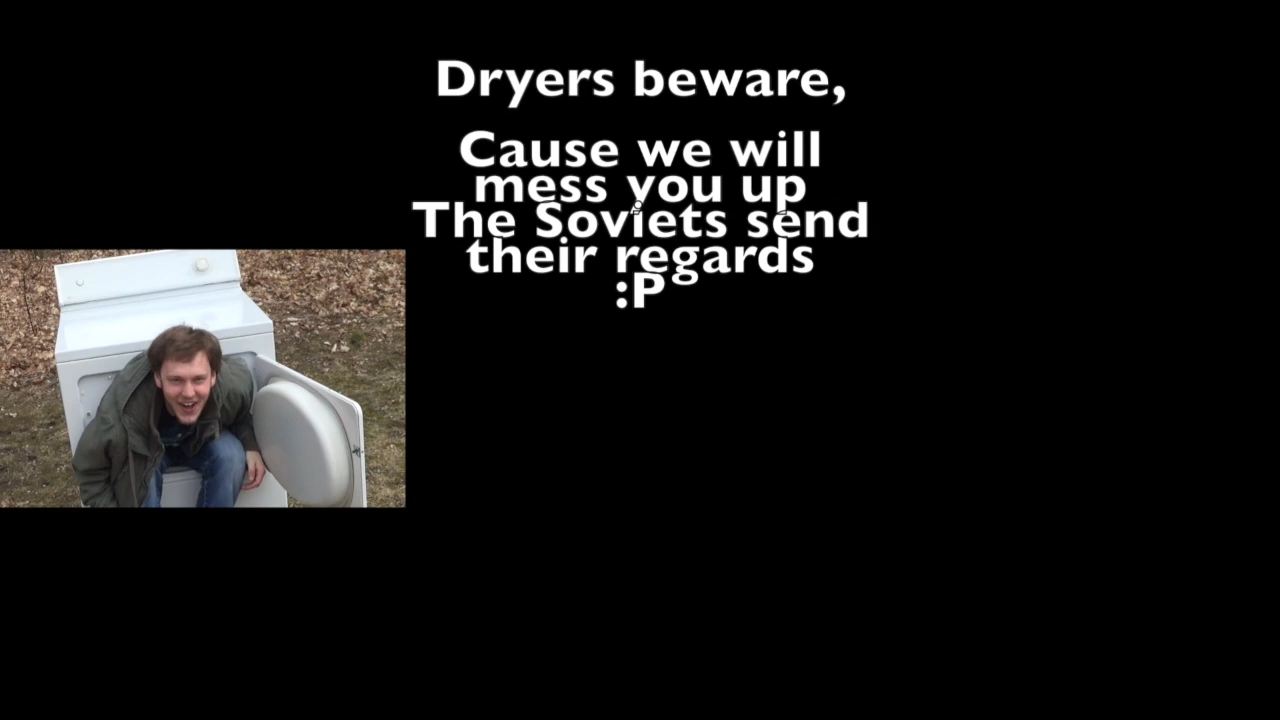 Dryers beware,
Cause we will
mess you up
The Soviets send
their regards
:P